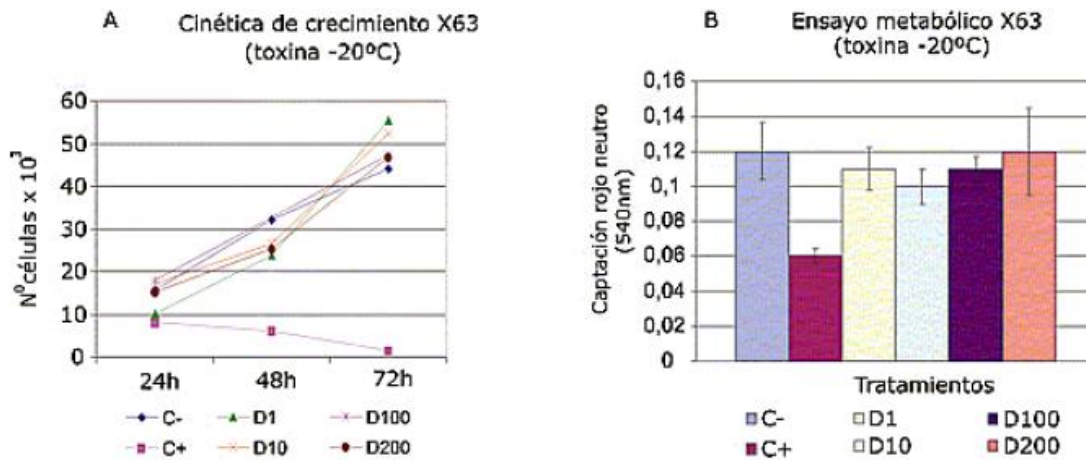 A
Cinética de crecimiento X63
(toxina -20ºC)
Nº células x 10³
60
50
40
30
20
10
0
24h 48h 72h
C- D1 D100
C+ D10 D200
B
Ensayo metabólico X63
(toxina -20ºC)
Captación rojo neutro
(540nm)
0,16
0,14
0,12
0,1
0,08
0,06
0,04
0,02
0
Tratamientos
C- D1 D100
C+ D10 D200